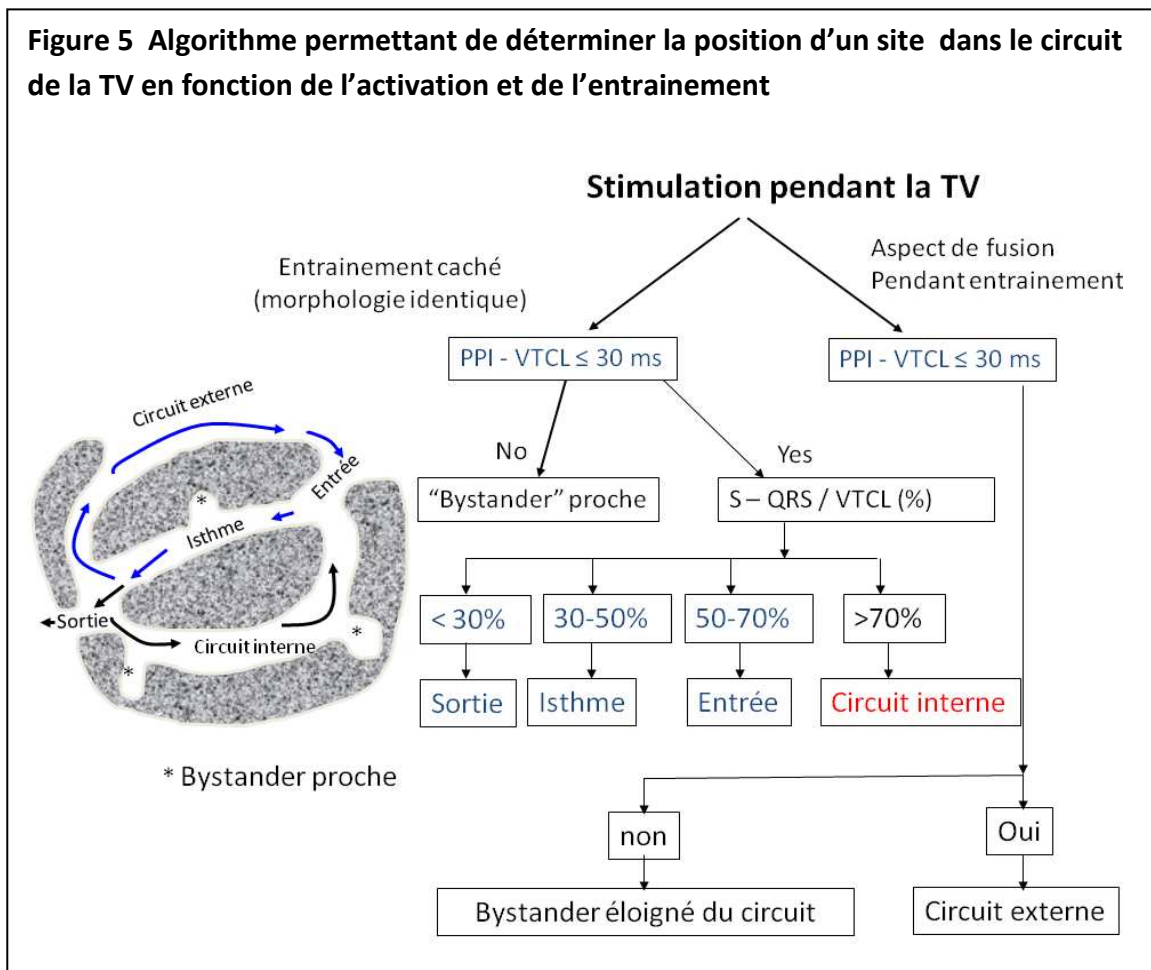 Figure 5 Algorithme permettant de déterminer la position d’un site dans le circuit
de la TV en fonction de l’activation et de l’entrainement
Stimulation pendant la TV
Entrainement caché
(morphologie identique)
Aspect de fusion
Pendant entrainement
PPI - VTCL ≤ 30 ms
PPI - VTCL ≤ 30 ms
No
Yes
“Bystander” proche
S – QRS / VTCL (%)
< 30%
30-50%
50-70%
>70%
Sortie
Isthme
Entrée
Circuit interne
Circuit externe
Entrée
*
Isthme
Sortie
Circuit interne
*
*
* Bystander proche
non
Oui
Bystander éloigné du circuit
Circuit externe